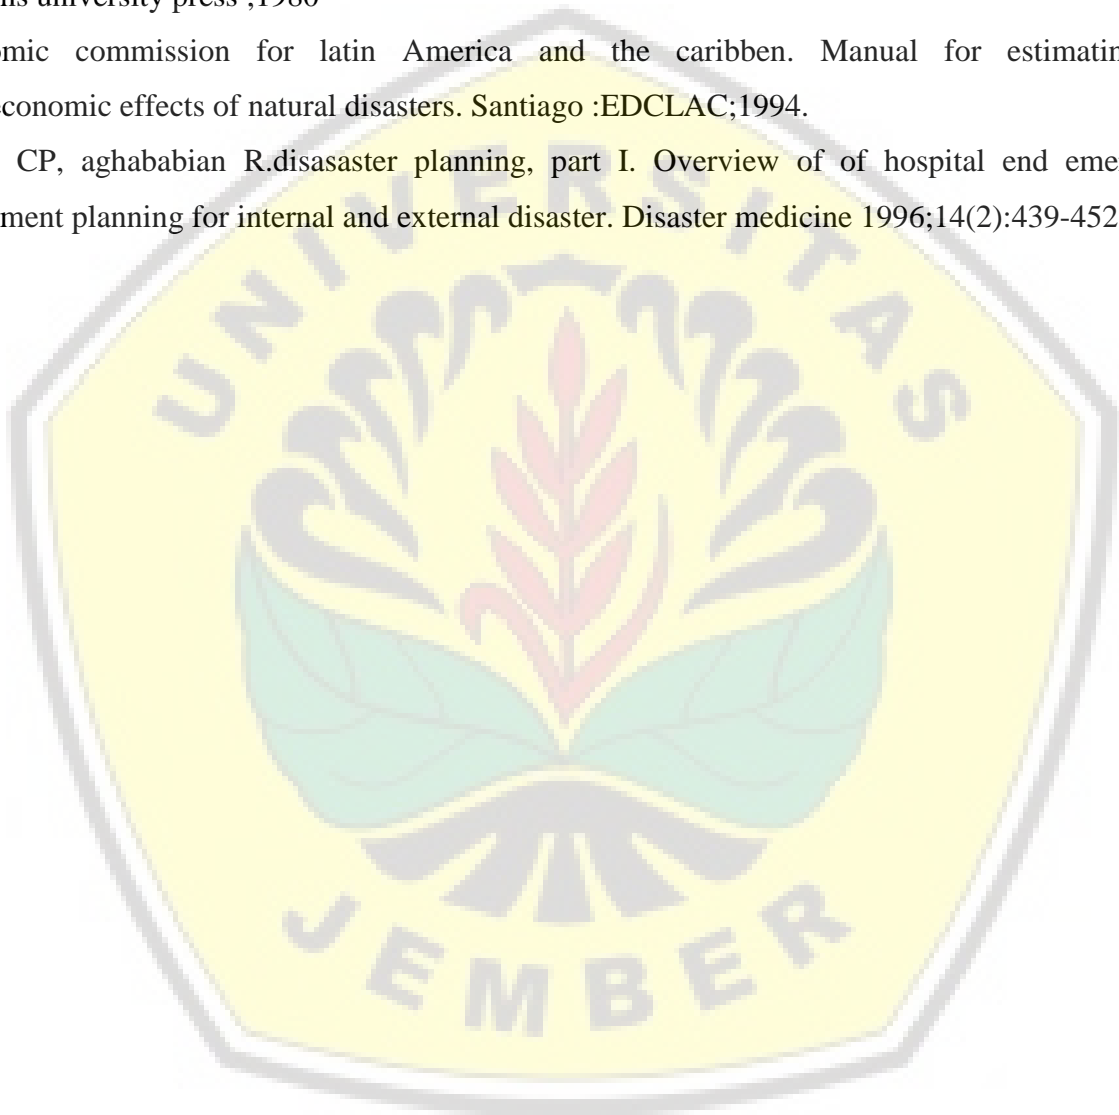 ns university press ;1980
omic commission for latin America and the caribben. Manual for estimatin
economic effects of natural disasters. Santiago :EDCLAC;1994.
CP, aghababian R.disasaster planning, part I. Overview of of hospital end eme
ment planning for internal and external disaster. Disaster medicine 1996;14(2):439-452
UNIVERSITAS
JEMBER